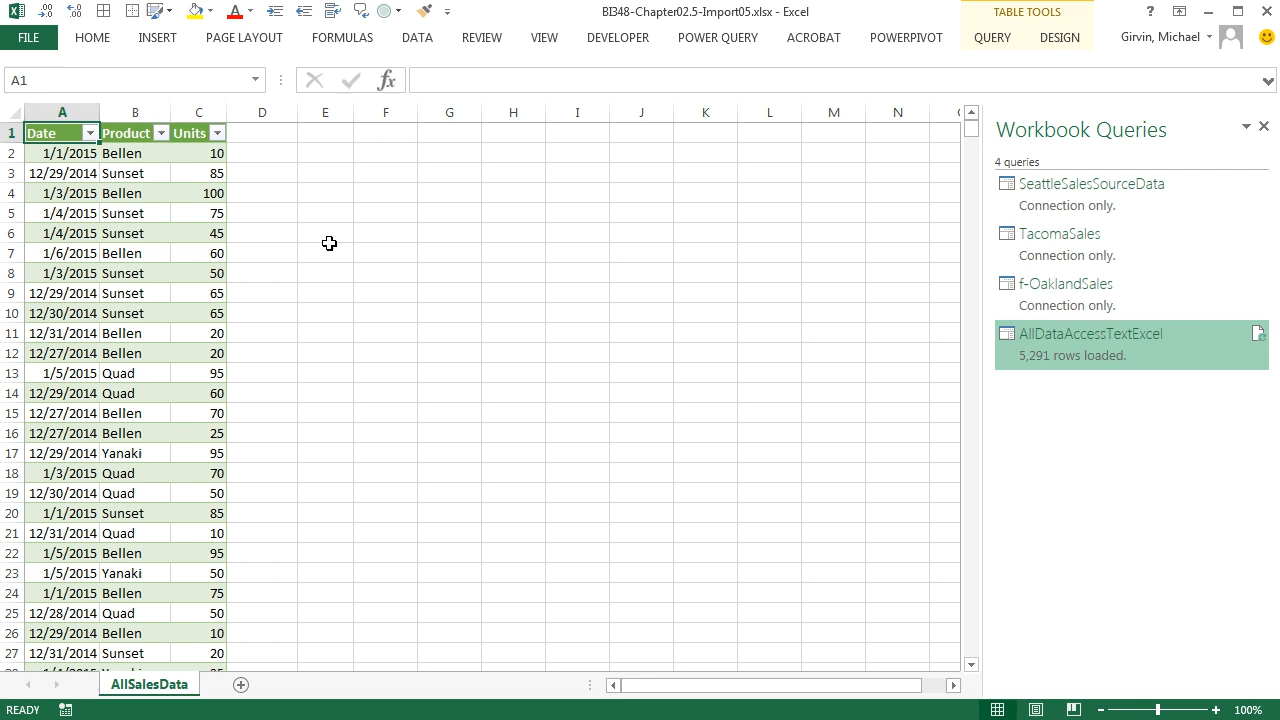 BI348-Chapter02.5-Import05.xlsx - Excel
TABLE TOOLS
FILE HOME INSERT PAGE LAYOUT FORMULAS DATA REVIEW VIEW DEVELOPER POWER QUERY ACROBAT POWERPIVOT QUERY DESIGN Girvin, Michael
A1
A B C D E F G H I J K L M N
1 Date Product Units
2 1/1/2015 Bellen 10
3 12/29/2014 Sunset 85
4 1/3/2015 Bellen 100
5 1/4/2015 Sunset 75
6 1/4/2015 Sunset 45
7 1/6/2015 Bellen 60
8 1/3/2015 Sunset 50
9 12/29/2014 Sunset 65
10 12/30/2014 Sunset 65
11 12/31/2014 Bellen 20
12 12/27/2014 Bellen 20
13 1/5/2015 Quad 95
14 12/29/2014 Quad 60
15 12/27/2014 Bellen 70
16 12/27/2014 Bellen 25
17 12/29/2014 Yanaki 95
18 1/3/2015 Quad 70
19 12/30/2014 Quad 50
20 1/1/2015 Sunset 85
21 12/31/2014 Quad 10
22 1/5/2015 Bellen 95
23 1/5/2015 Yanaki 50
24 1/1/2015 Bellen 75
25 12/28/2014 Quad 50
26 12/29/2014 Bellen 10
27 12/31/2014 Sunset 20
Workbook Queries
4 queries
SeattleSalesSourceData
Connection only.
TacomaSales
Connection only.
f-OaklandSales
Connection only.
AllDataAccessTextExcel
5,291 rows loaded.
AllSalesData
READY
100%